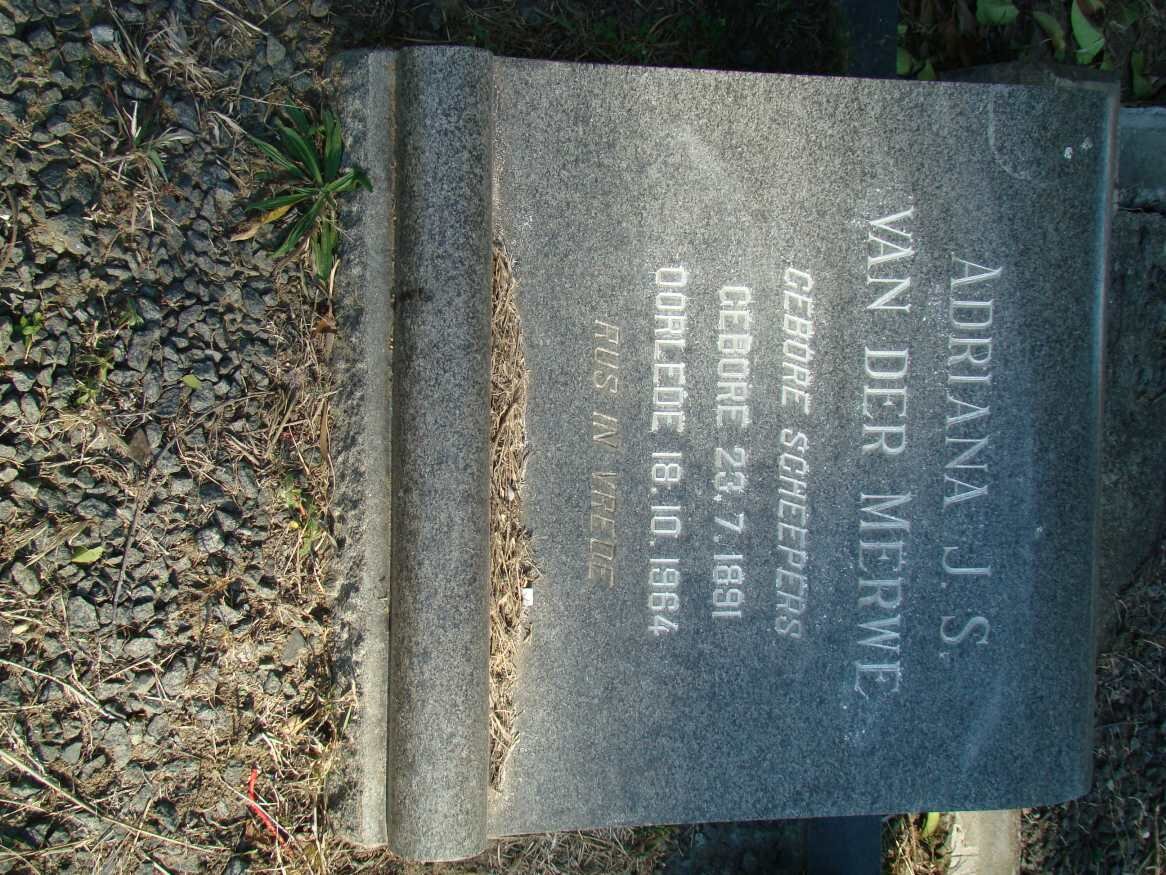 ADRIANA J. S.
VAN DER MERWE
GEBORE SCHEEPERS
GEBORE 23. 7. 1891
OORLEDE 18. 10. 1964
RUS IN VREDE